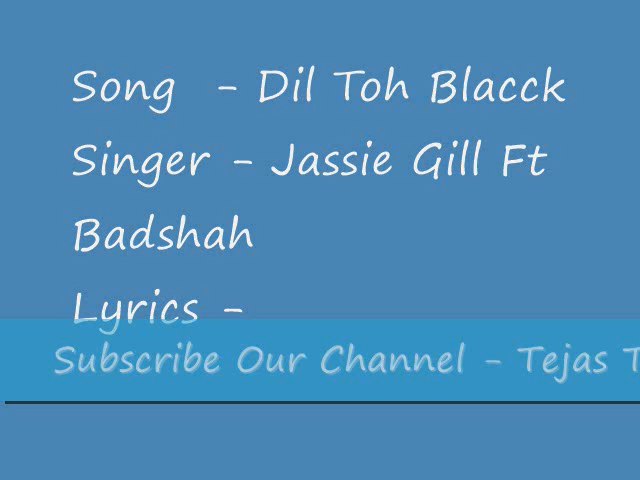 Song - Dil Toh Blacck
Singer - Jassie Gill Ft
Badshah
Lyrics -
Subscribe Our Channel - Tejas